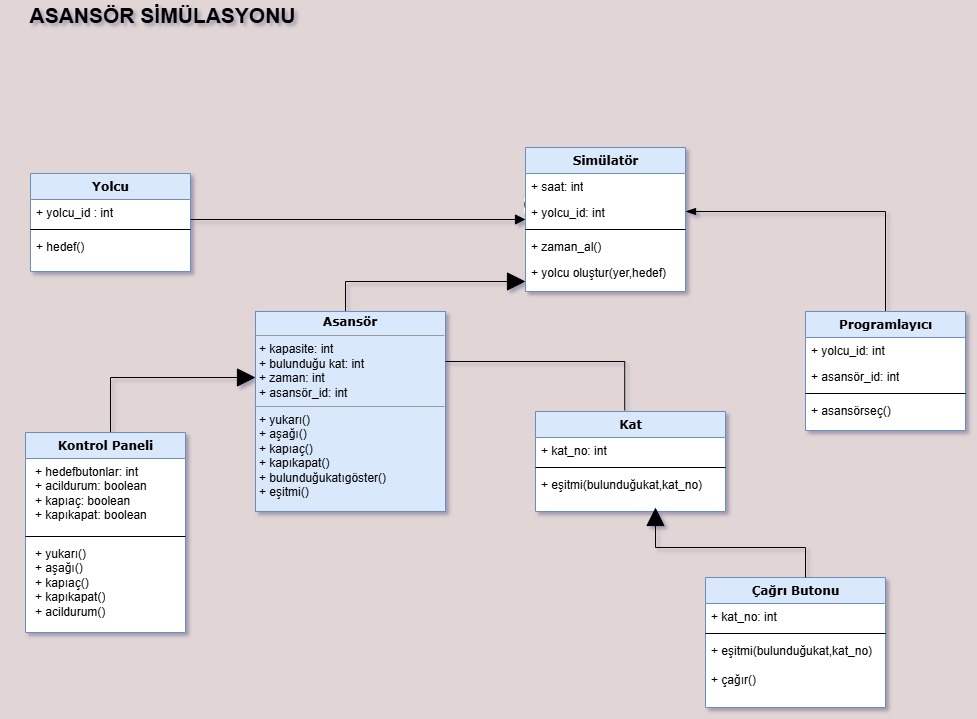 ASANSÖR SİMÜLASYONU
Simülatör
+ saat: int
+ yolcu_id: int
+ zaman_al()
+ yolcu oluştur(yer,hedef)
Yolcu
+ yolcu_id : int
+ hedef()
Asansör
+ kapasite: int
+ bulunduğu kat: int
+ zaman: int
+ asansör_id: int
+ yukarı()
+ aşağı()
+ kapıaç()
+ kapıkapat()
+ bulunduğukatıgöster()
+ eşitmi()
Programlayıcı
+ yolcu_id: int
+ asansör_id: int
+ asansörseç()
Kontrol Paneli
+ hedefbutonlar: int
+ acildurum: boolean
+ kapıaç: boolean
+ kapıkapat: boolean
+ yukarı()
+ aşağı()
+ kapıaç()
+ kapıkapat()
+ acildurum()
Kat
+ kat_no: int
+ eşitmi(bulunduğukat,kat_no)
Çağrı Butonu
+ kat_no: int
+ eşitmi(bulunduğukat,kat_no)
+ çağır()